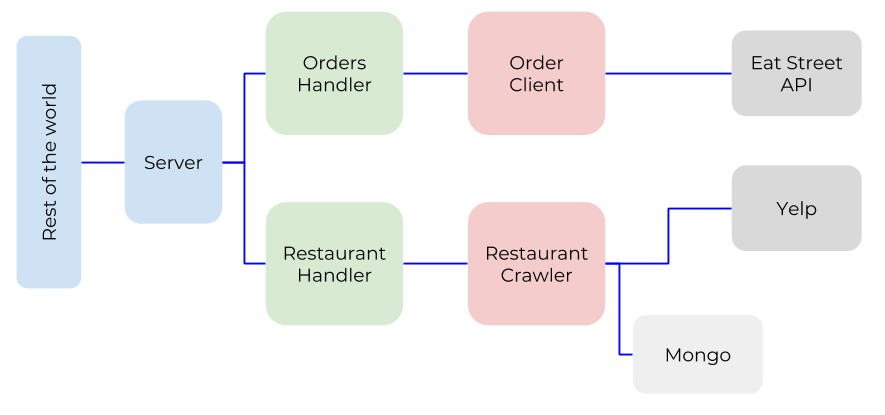 Rest of the world
Server
Orders
Handler
Order
Client
Eat Street
API
Restaurant
Handler
Restaurant
Crawler
Yelp
Mongo